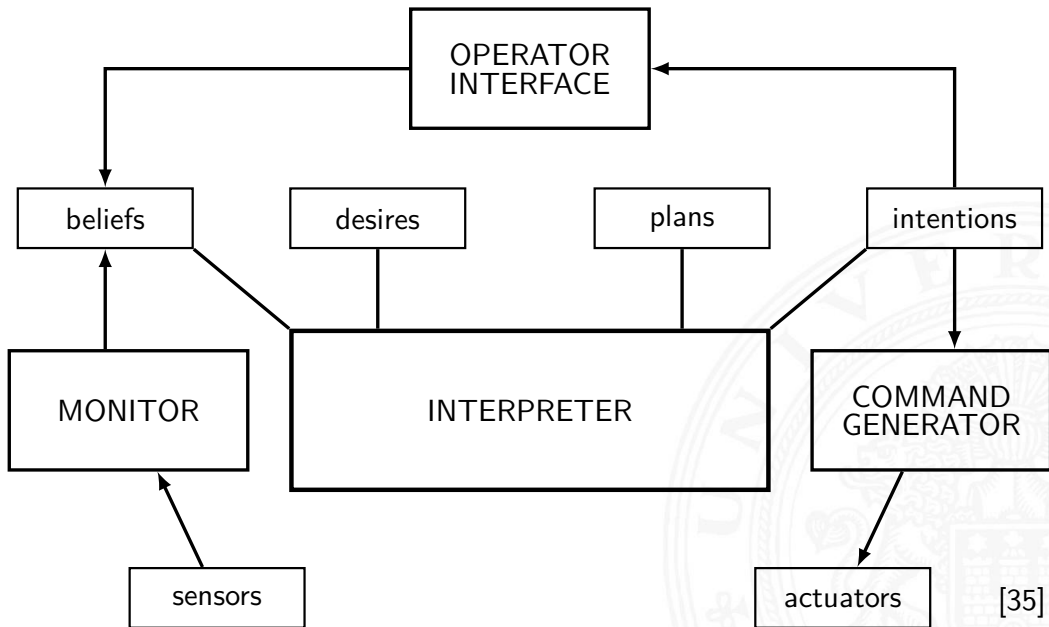 OPERATOR
INTERFACE
beliefs
desires
plans
intentions
MONITOR
INTERPRETER
COMMAND
GENERATOR
sensors
actuators
[35]
U N I V E R